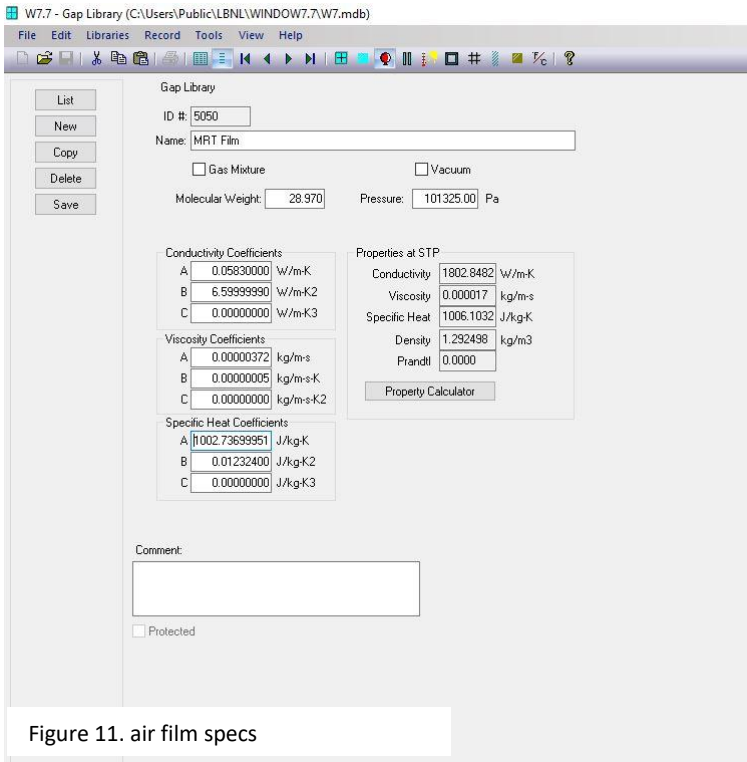 W7.7 - Gap Library (C:\Users\Public\LBNL\WINDOW7.7\W7.mdb)
File Edit Libraries Record Tools View Help
List
New
Copy
Delete
Save
Gap Library
ID #: 5050
Name: MRT Film
Gas Mixture Vacuum
Molecular Weight: 28.970 Pressure: 101325.00 Pa
Conductivity Coefficients
A 0.05830000 W/m-K
B 6.59999990 W/m-K2
C 0.00000000 W/m-K3
Viscosity Coefficients
A 0.00000372 kg/m-s
B 0.00000005 kg/m-s-K
C 0.00000000 kg/m-s-K2
Specific Heat Coefficients
A 1002.73699951 J/kg-K
B 0.01232400 J/kg-K2
C 0.00000000 J/kg-K3
Properties at STP
Conductivity 1802.8482 W/m-K
Viscosity 0.000017 kg/m-s
Specific Heat 1006.1032 J/kg-K
Density 1.292498 kg/m3
Prandtl 0.0000
Property Calculator
Comment:
Protected
Figure 11. air film specs